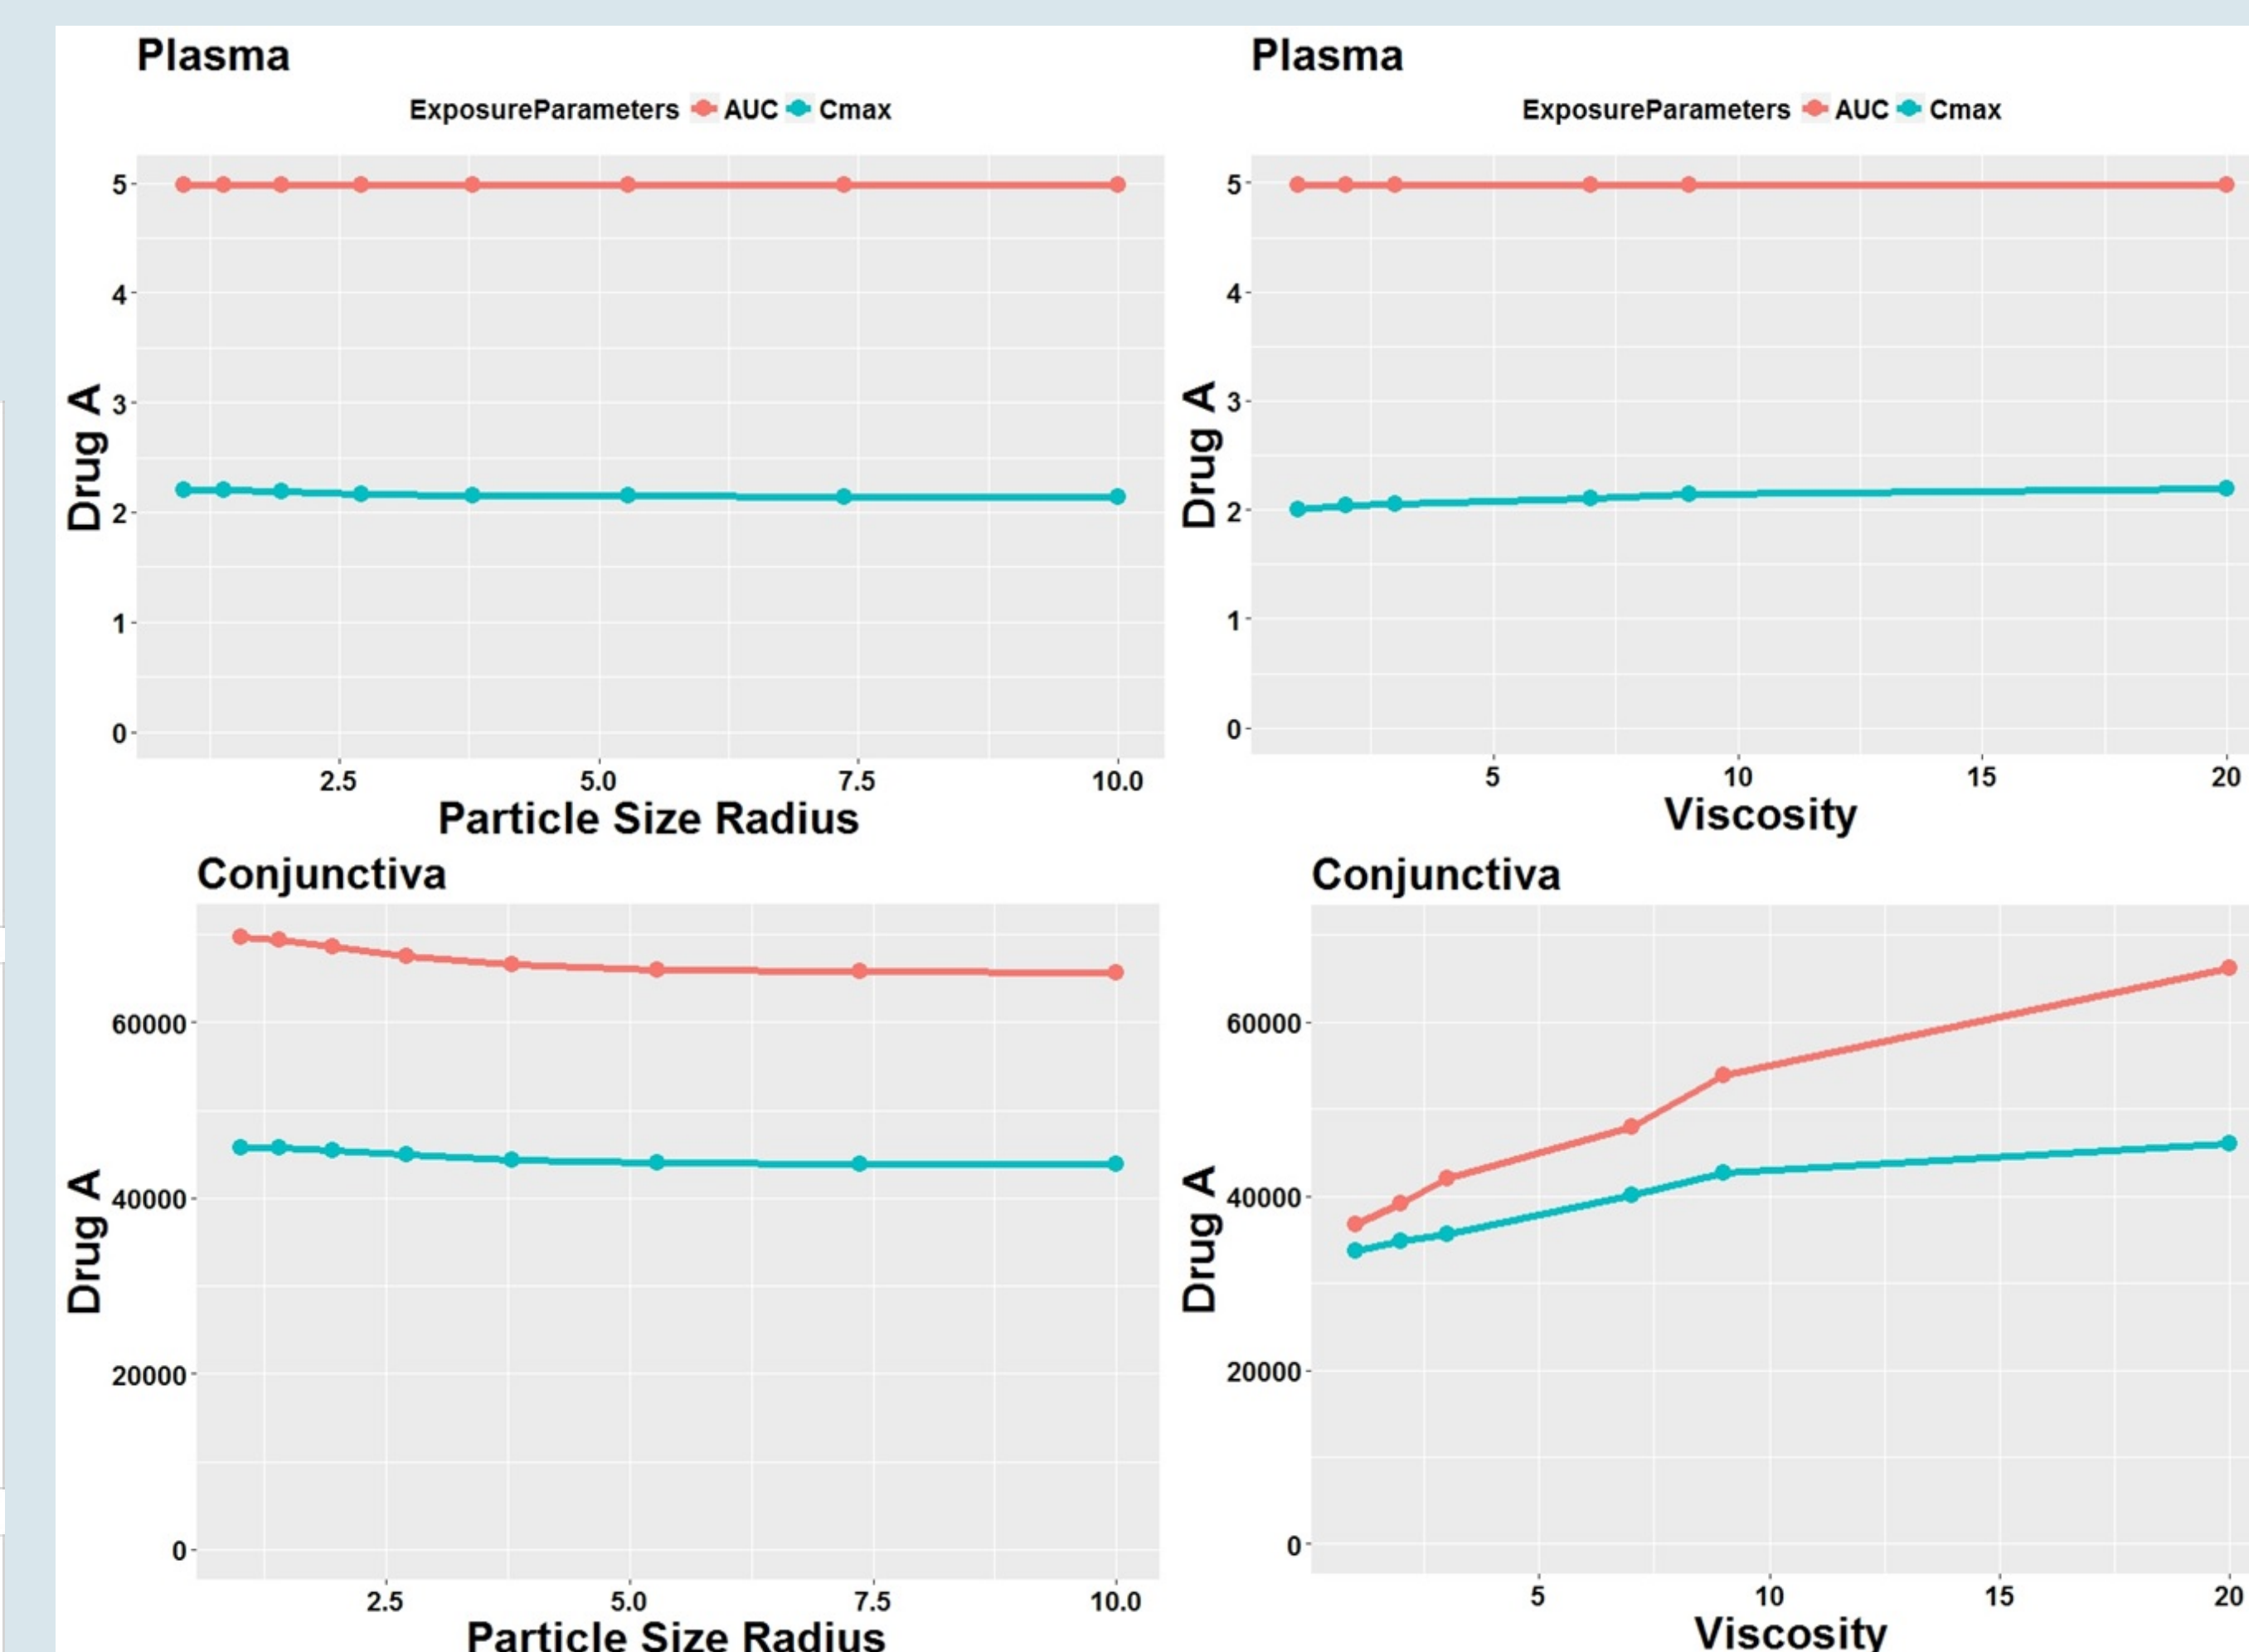 Plasma
ExposureParameters AUC Cmax
5
4
3
2
1
0
Drug A
2.5 5.0 7.5 10.0
Particle Size Radius
Plasma
ExposureParameters AUC Cmax
5
4
3
2
1
0
Drug A
5 10 15 20
Viscosity
Conjunctiva
60000
40000
20000
0
Drug A
2.5 5.0 7.5 10.0
Particle Size Radius
Conjunctiva
60000
40000
20000
0
Drug A
5 10 15 20
Viscosity